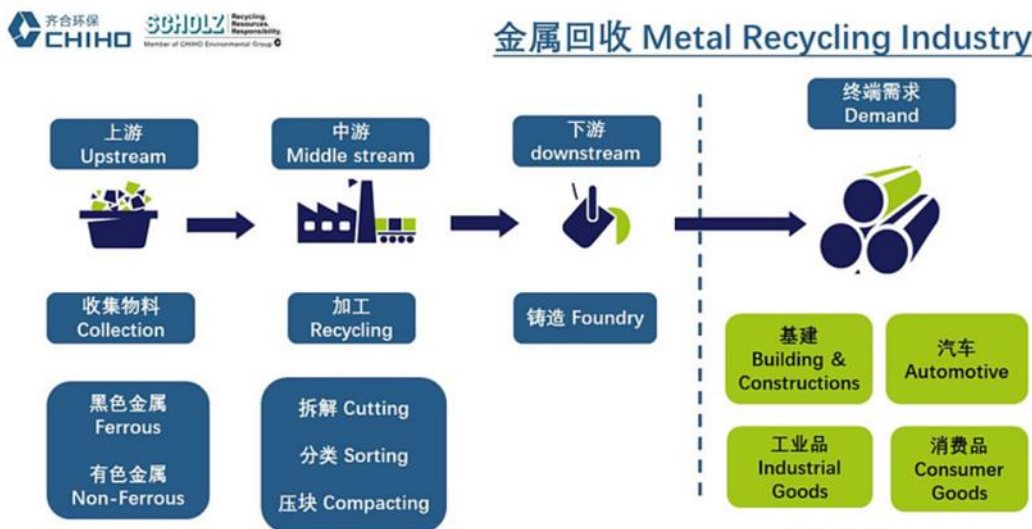 齐合环保
CHIHO
SCHOLZ
Recycling.
Resources.
Responsibility.
Member of CHIHO Environmental Group
金属回收 Metal Recycling Industry
上游
Upstream
中游
Middle stream
下游
downstream
终端需求
Demand
收集物料
Collection
加工
Recycling
铸造 Foundry
黑色金属
Ferrous
有色金属
Non-Ferrous
拆解 Cutting
分类 Sorting
压块 Compacting
基建
Building &
Constructions
汽车
Automotive
工业品
Industrial
Goods
消费品
Consumer
Goods